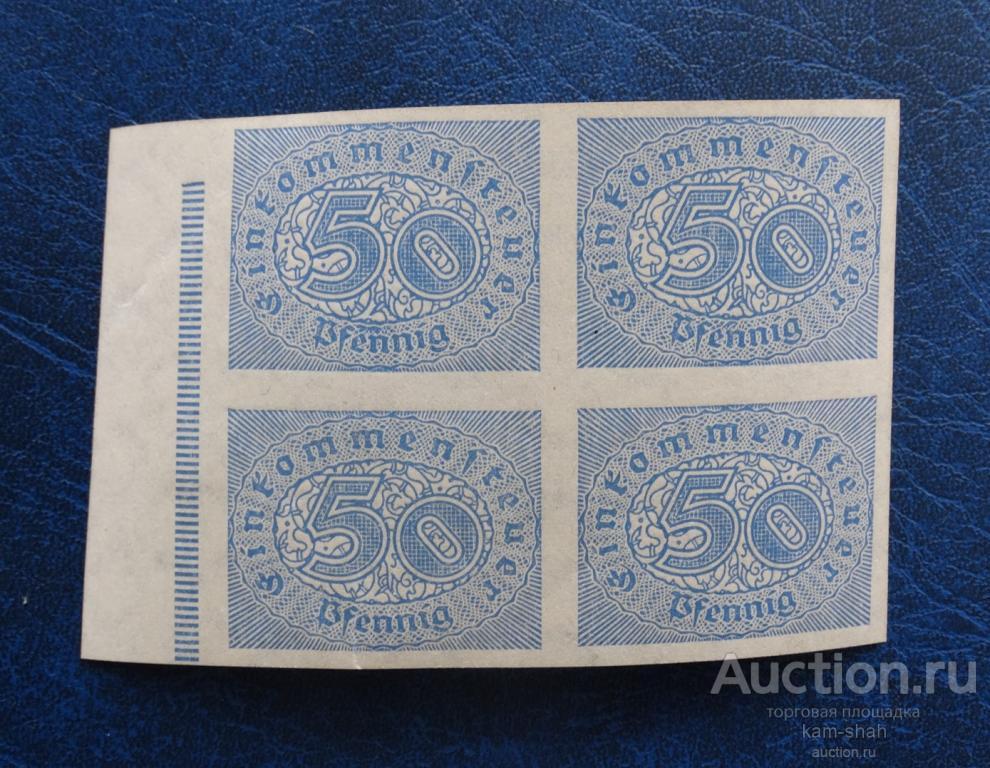 Einkommensteuer
50
Pfennig
Einkommensteuer
50
Pfennig
Einkommensteuer
50
Pfennig
Einkommensteuer
50
Pfennig
Auction.ru
торговая площадка
kam-shah
auction.ru